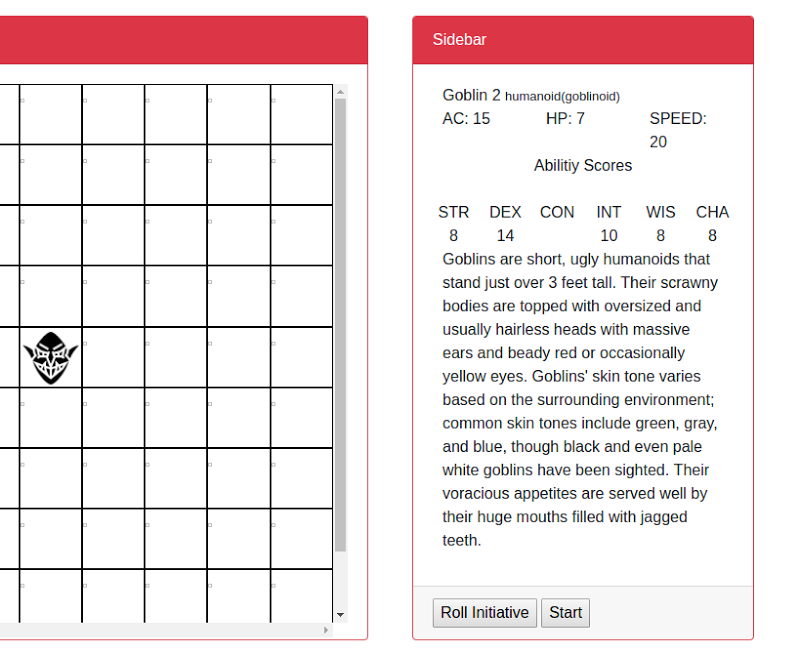 Sidebar
Goblin 2 humanoid(goblinoid)
AC: 15 HP: 7 SPEED:
20
Abilitiy Scores
STR DEX CON INT WIS CHA
8 14 10 8 8
Goblins are short, ugly humanoids that
stand just over 3 feet tall. Their scrawny
bodies are topped with oversized and
usually hairless heads with massive
ears and beady red or occasionally
yellow eyes. Goblins' skin tone varies
based on the surrounding environment;
common skin tones include green, gray,
and blue, though black and even pale
white goblins have been sighted. Their
voracious appetites are served well by
their huge mouths filled with jagged
teeth.
Roll Initiative Start